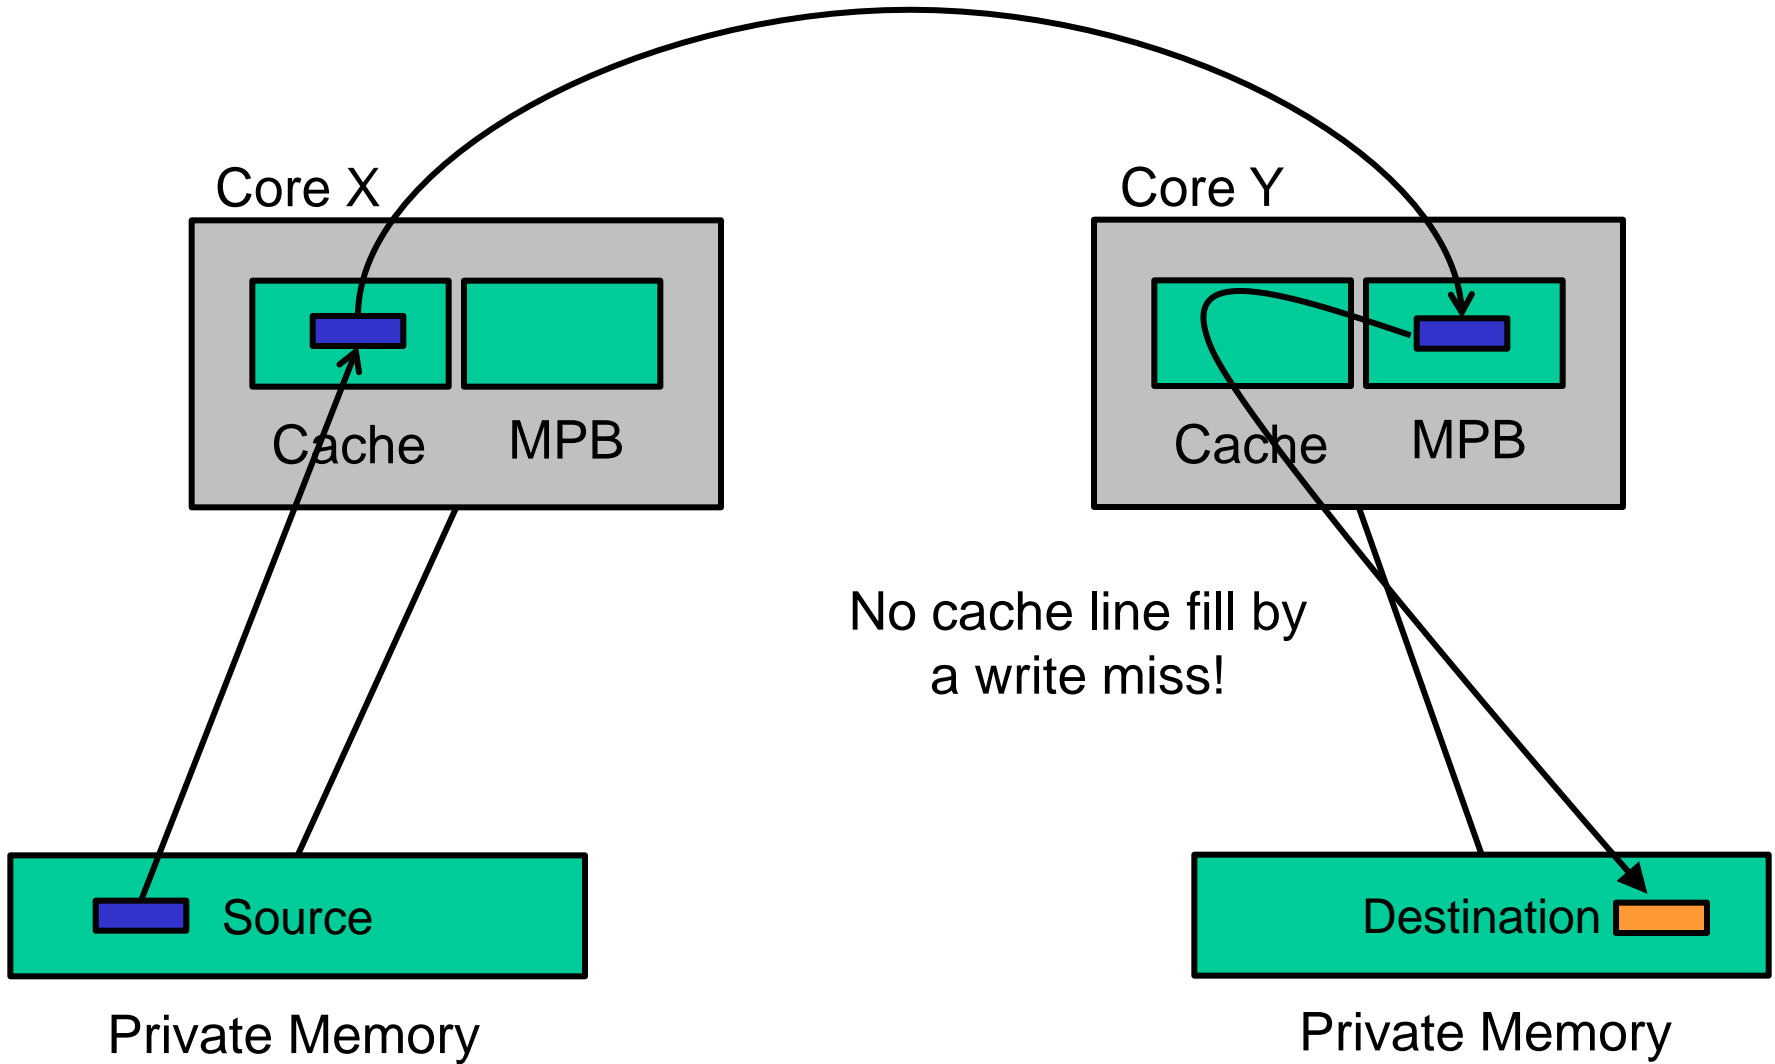 Core X
Core Y
Cache
MPB
Cache
MPB
No cache line fill by
a write miss!
Source
Destination
Private Memory
Private Memory